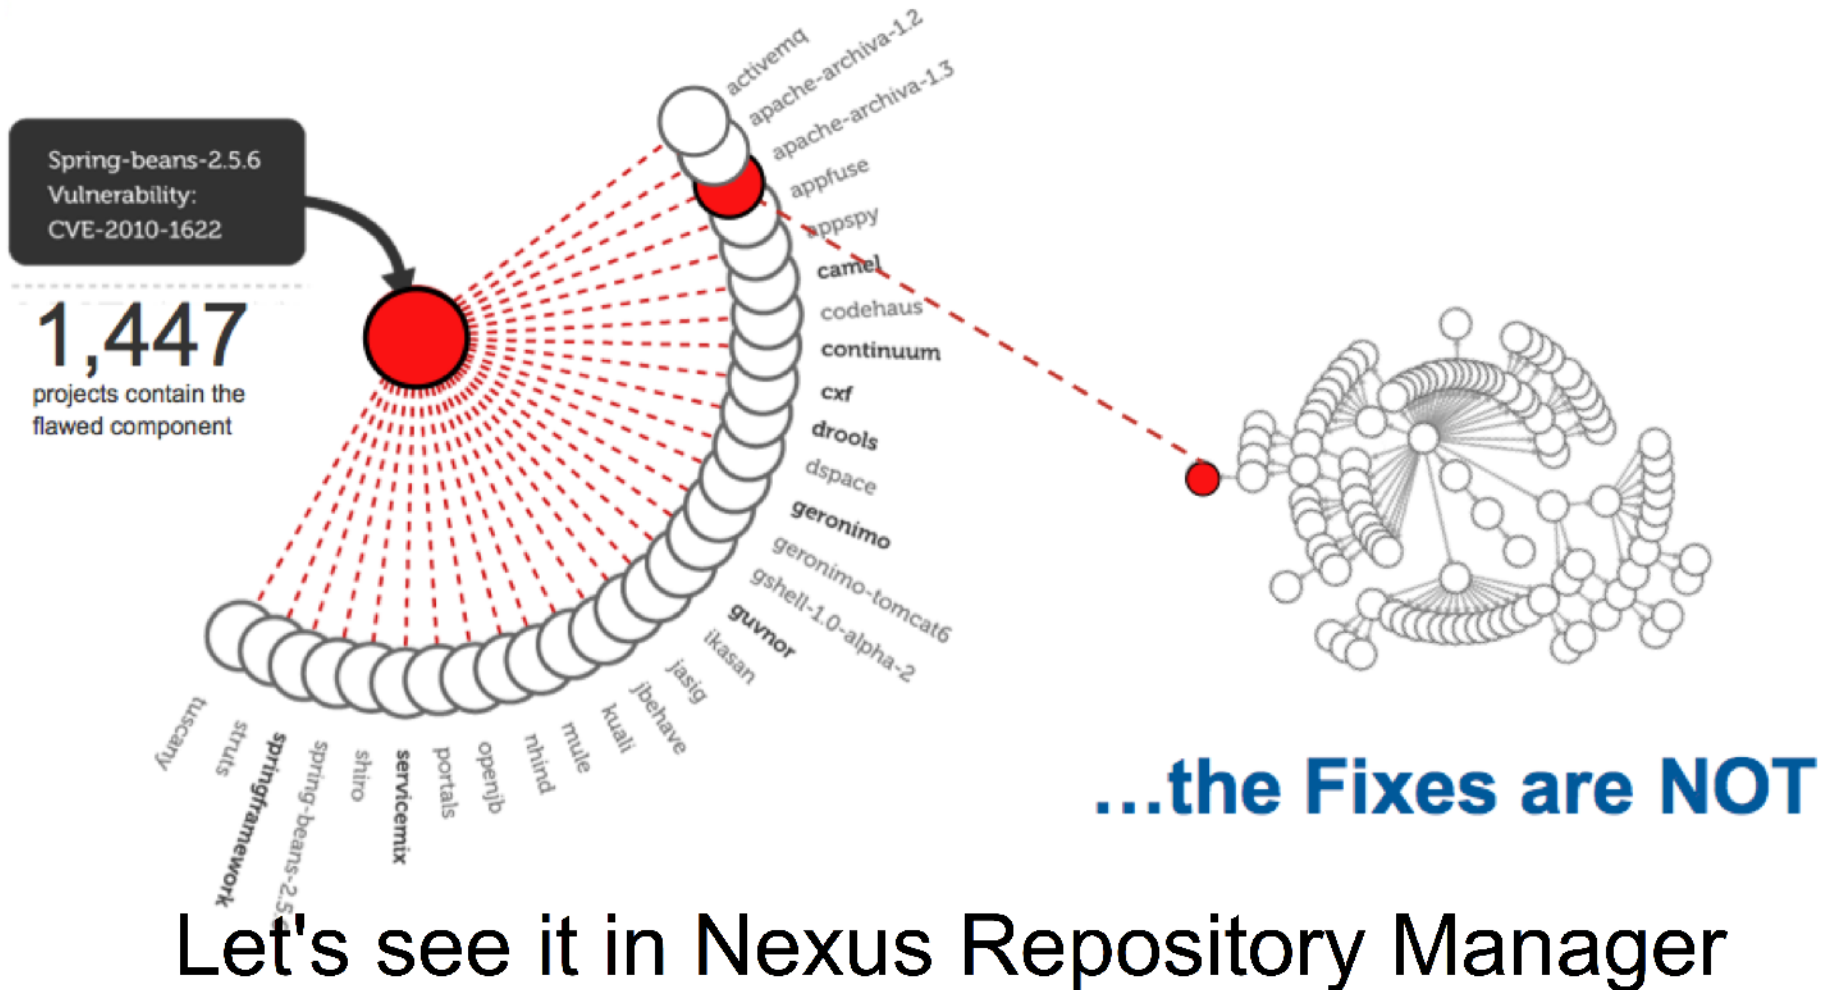 Spring-beans-2.5.6
Vulnerability:
CVE-2010-1622
1,447
projects contain the
flawed component
activemq
apache-archiva-1.2
apache-archiva-1.3
appfuse
appspy
camel
codehaus
continuum
cxf
drools
dspace
geronimo
geronimo-tomcat6
gshell-1.0-alpha-2
guvnor
ikasan
jasig
jbehave
kuali
mule
nhind
openjb
portals
servicemix
shiro
spring-beans-2.5.
springframework
struts
tuscany
...the Fixes are NOT
Let's see it in Nexus Repository Manager